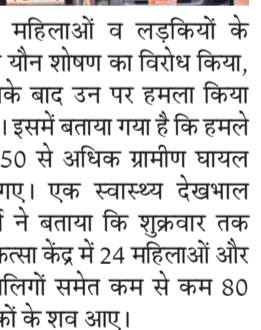 महिलाओं व लड़कियों के
यौन शोषण का विरोध किया,
के बाद उन पर हमला किया
। इसमें बताया गया है कि हमले
50 से अधिक ग्रामीण घायल
गए। एक स्वास्थ्य देखभाल
ने बताया कि शुक्रवार तक
केंद्र में 24 महिलाओं और
समेत कम से कम 80
के शव आए।